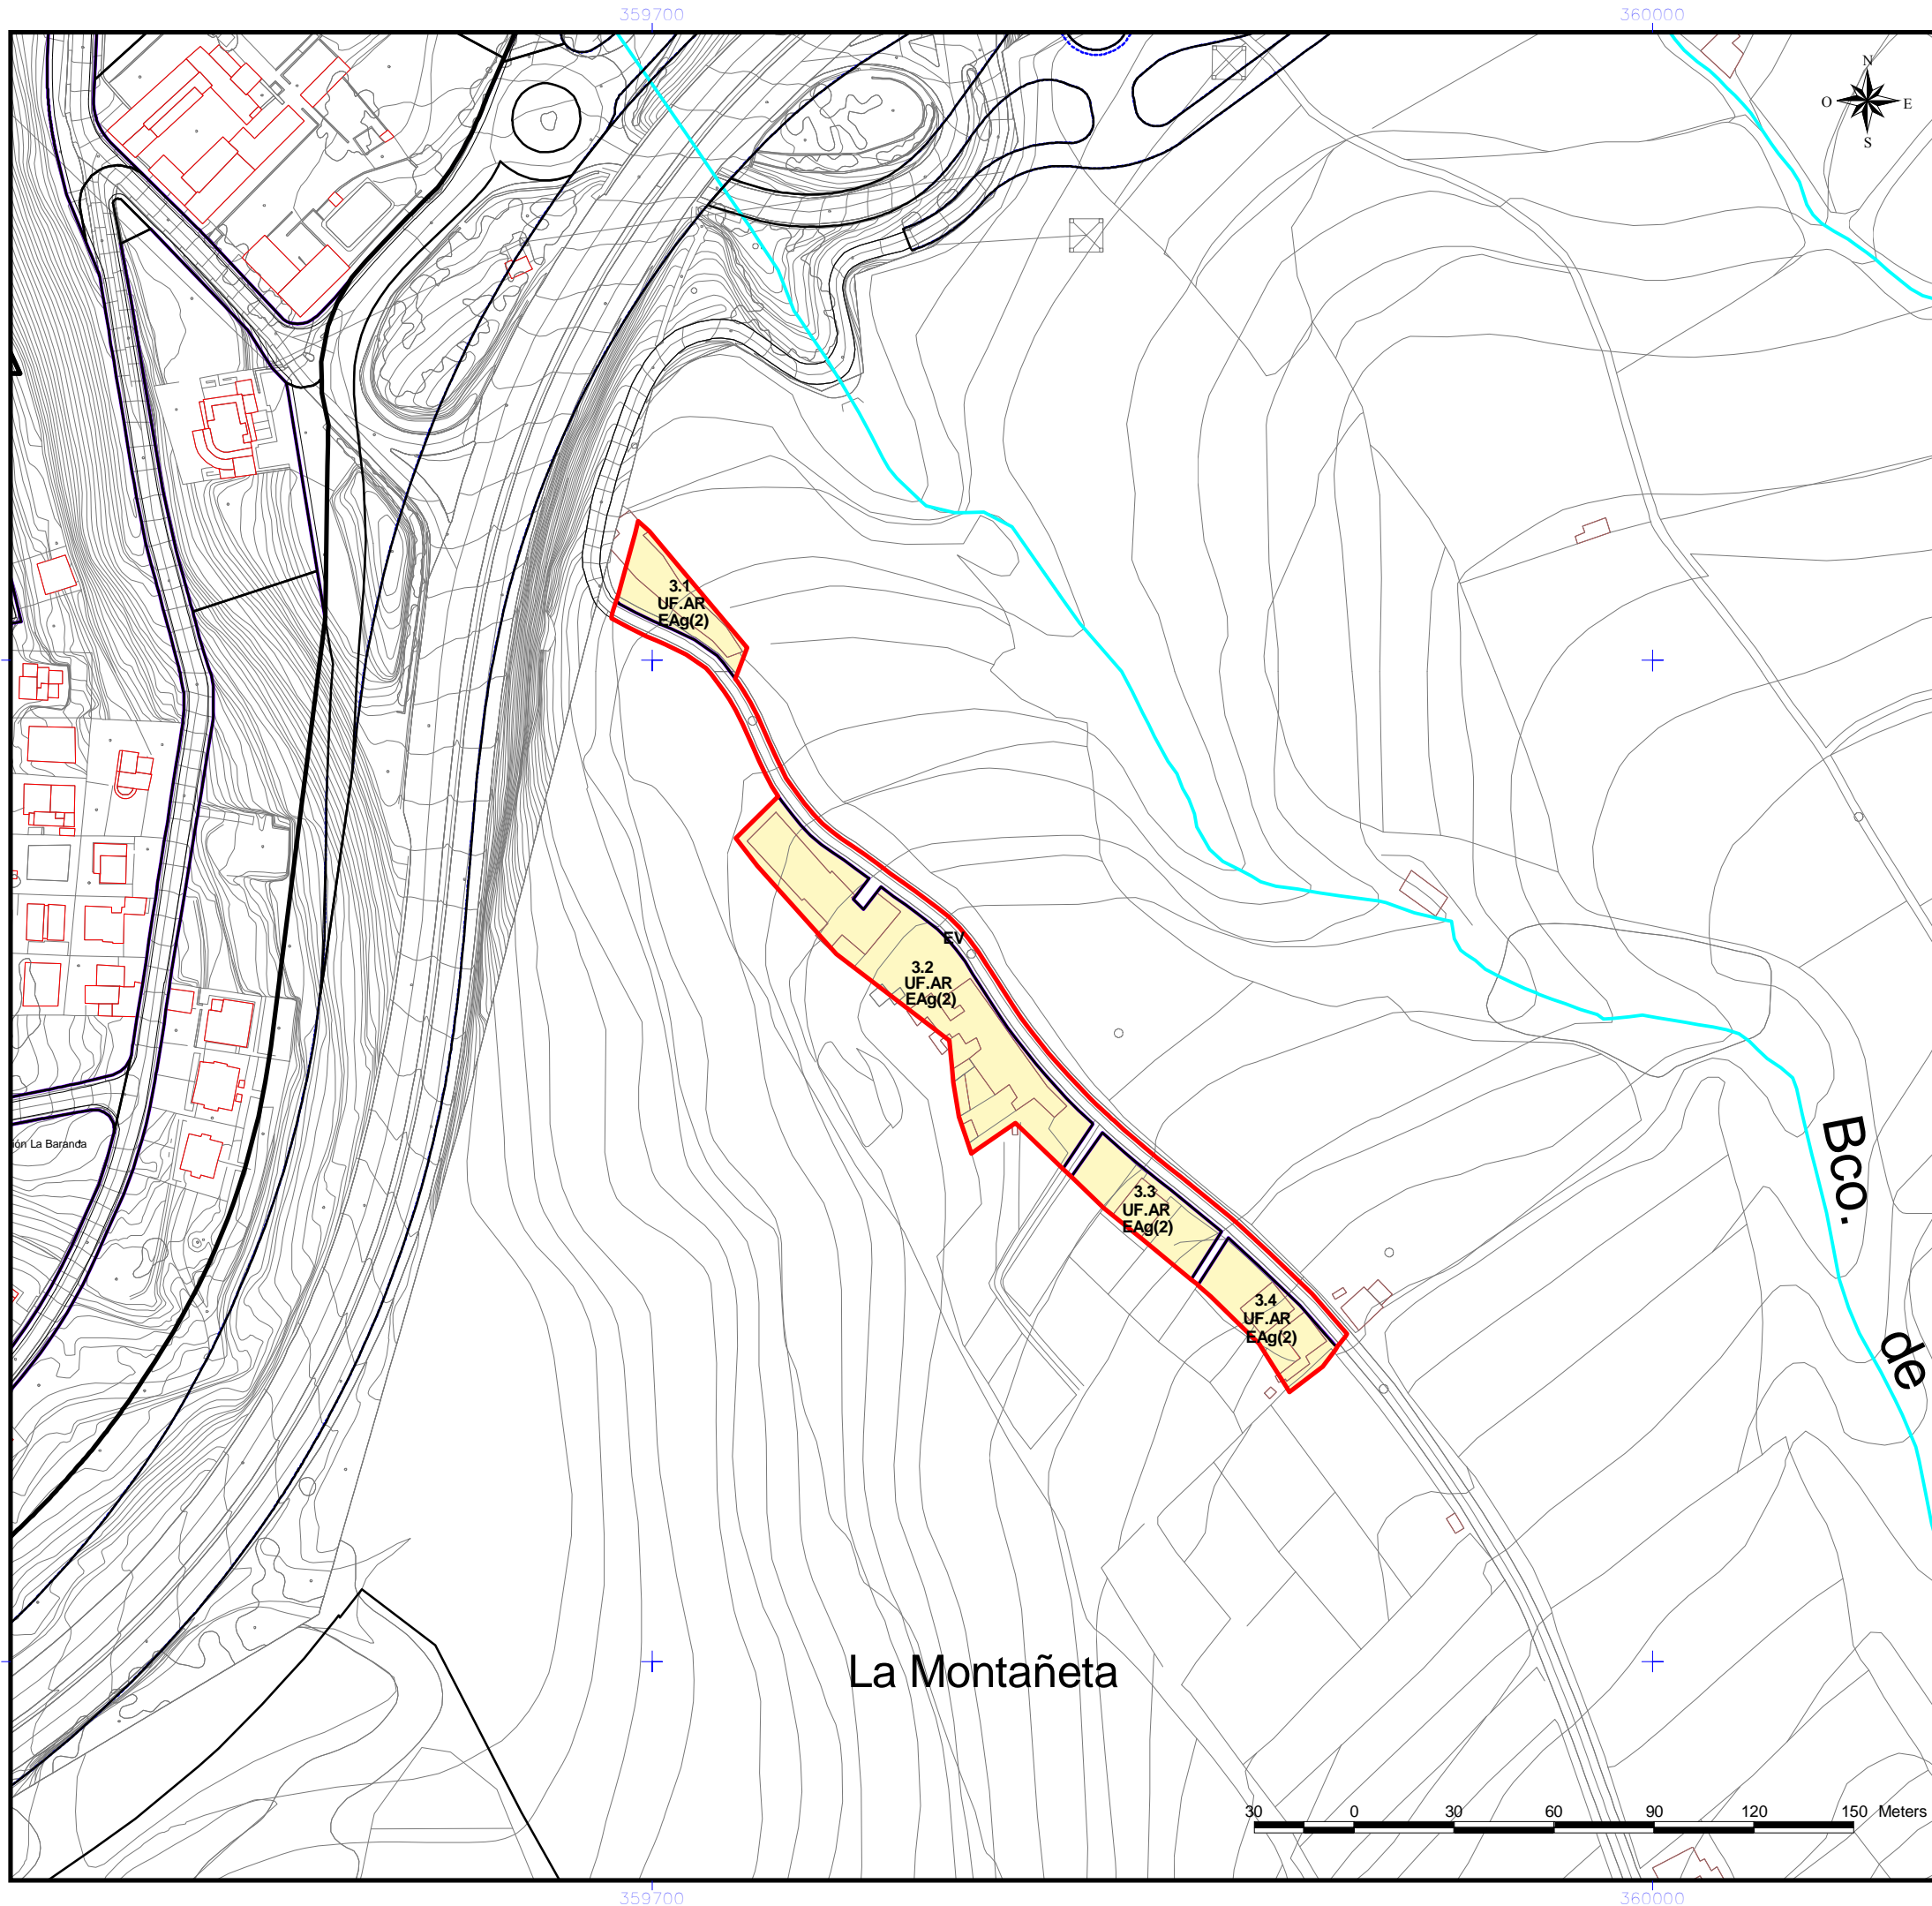 359700
360000
N
O
E
S
3.1
UF.AR
EAg(2)
EV
3.2
UF.AR
EAg(2)
ión La Baranda
Bco.
3.3
UF.AR
EAg(2)
3.4
UF.AR
EAg(2)
de
La Montañeta
30 0 30 60 90 120 150 Meters
359700
360000